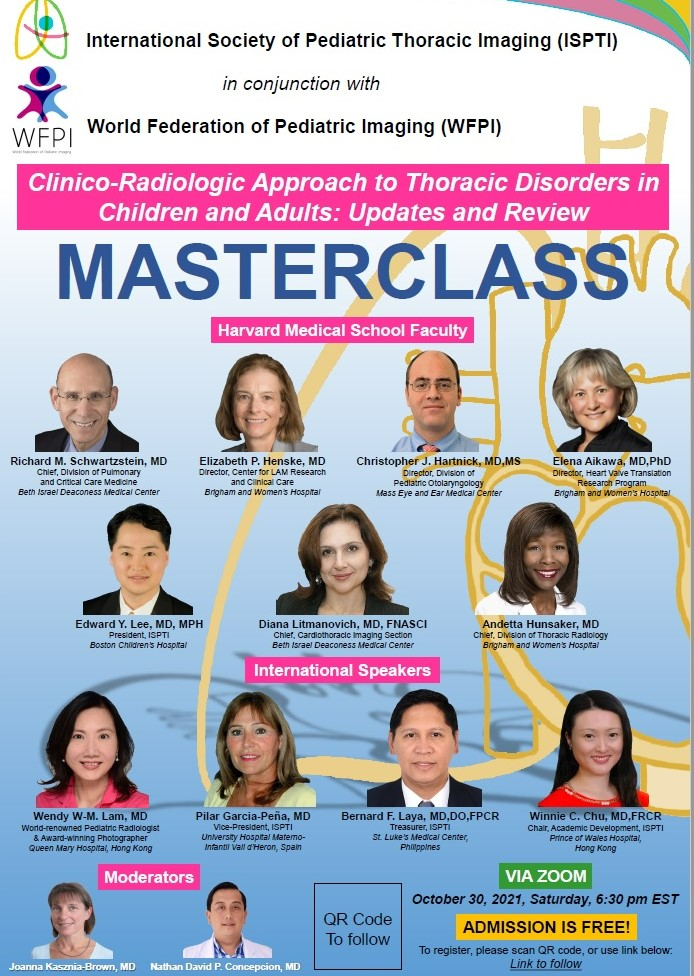 International Society of Pediatric Thoracic Imaging (ISPTI)
in conjunction with
WFPI
World Federation of Pediatric Imaging
World Federation of Pediatric Imaging (WFPI)
Clinico-Radiologic Approach to Thoracic Disorders in
Children and Adults: Updates and Review
MASTERCLASS
Harvard Medical School Faculty
Richard M. Schwartzstein, MD
Chief, Division of Pulmonary
and Critical Care Medicine
Beth Israel Deaconess Medical Center
Elizabeth P. Henske, MD
Director, Center for LAM Research
and Clinical Care
Brigham and Women's Hospital
Christopher J. Hartnick, MD,MS
Director, Division of
Pediatric Otolaryngology
Mass Eye and Ear Medical Center
Elena Aikawa, MD,PhD
Director, Heart Valve Translation
Research Program
Brigham and Women's Hospital
Edward Y. Lee, MD, MPH
President, ISPTI
Boston Children's Hospital
Diana Litmanovich, MD, FNASCI
Chief, Cardiothoracic Imaging Section
Beth Israel Deaconess Medical Center
Andetta Hunsaker, MD
Chief, Division of Thoracic Radiology
Brigham and Women's Hospital
International Speakers
Wendy W-M. Lam, MD
World-renowned Pediatric Radiologist
& Award-winning Photographer
Queen Mary Hospital, Hong Kong
Pilar Garcia-Peña, MD
Vice-President, ISPTI
University Hospital Materno-
Infantil Vall d'Heron, Spain
Bernard F. Laya, MD,DO,FPCR
Treasurer, ISPTI
St. Luke's Medical Center,
Philippines
Winnie C. Chu, MD,FRCR
Chair, Academic Development, ISPTI
Prince of Wales Hospital,
Hong Kong
Moderators
Joanna Kasznia-Brown, MD
Nathan David P. Concepcion, MD
QR Code
To follow
VIA ZOOM
October 30, 2021, Saturday, 6:30 pm EST
ADMISSION IS FREE!
To register, please scan QR code, or use link below:
Link to follow